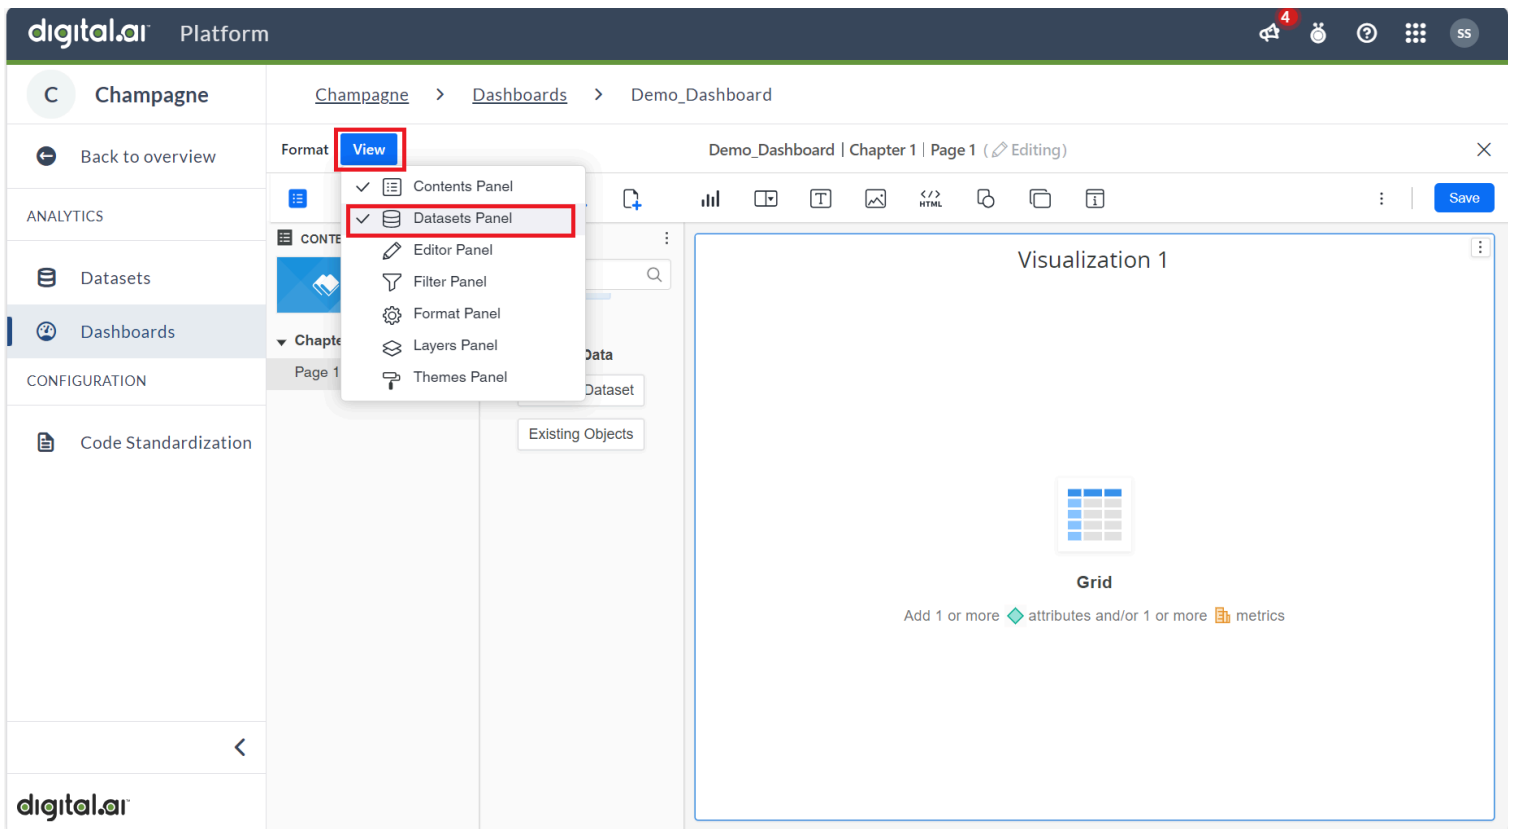 digital.ai Platform
4
SS
C Champagne
Champagne > Dashboards > Demo_Dashboard
Back to overview
Format View
Demo_Dashboard | Chapter 1 | Page 1 (Editing)
ANALYTICS
Contents Panel
HTML
Save
Datasets Panel
CONTE
Editor Panel
Visualization 1
Datasets
Filter Panel
Dashboards
Format Panel
Chapte
Layers Panel
Data
Page 1
Themes Panel
CONFIGURATION
Dataset
Existing Objects
Code Standardization
Grid
Add 1 or more attributes and/or 1 or more metrics
digital.ai